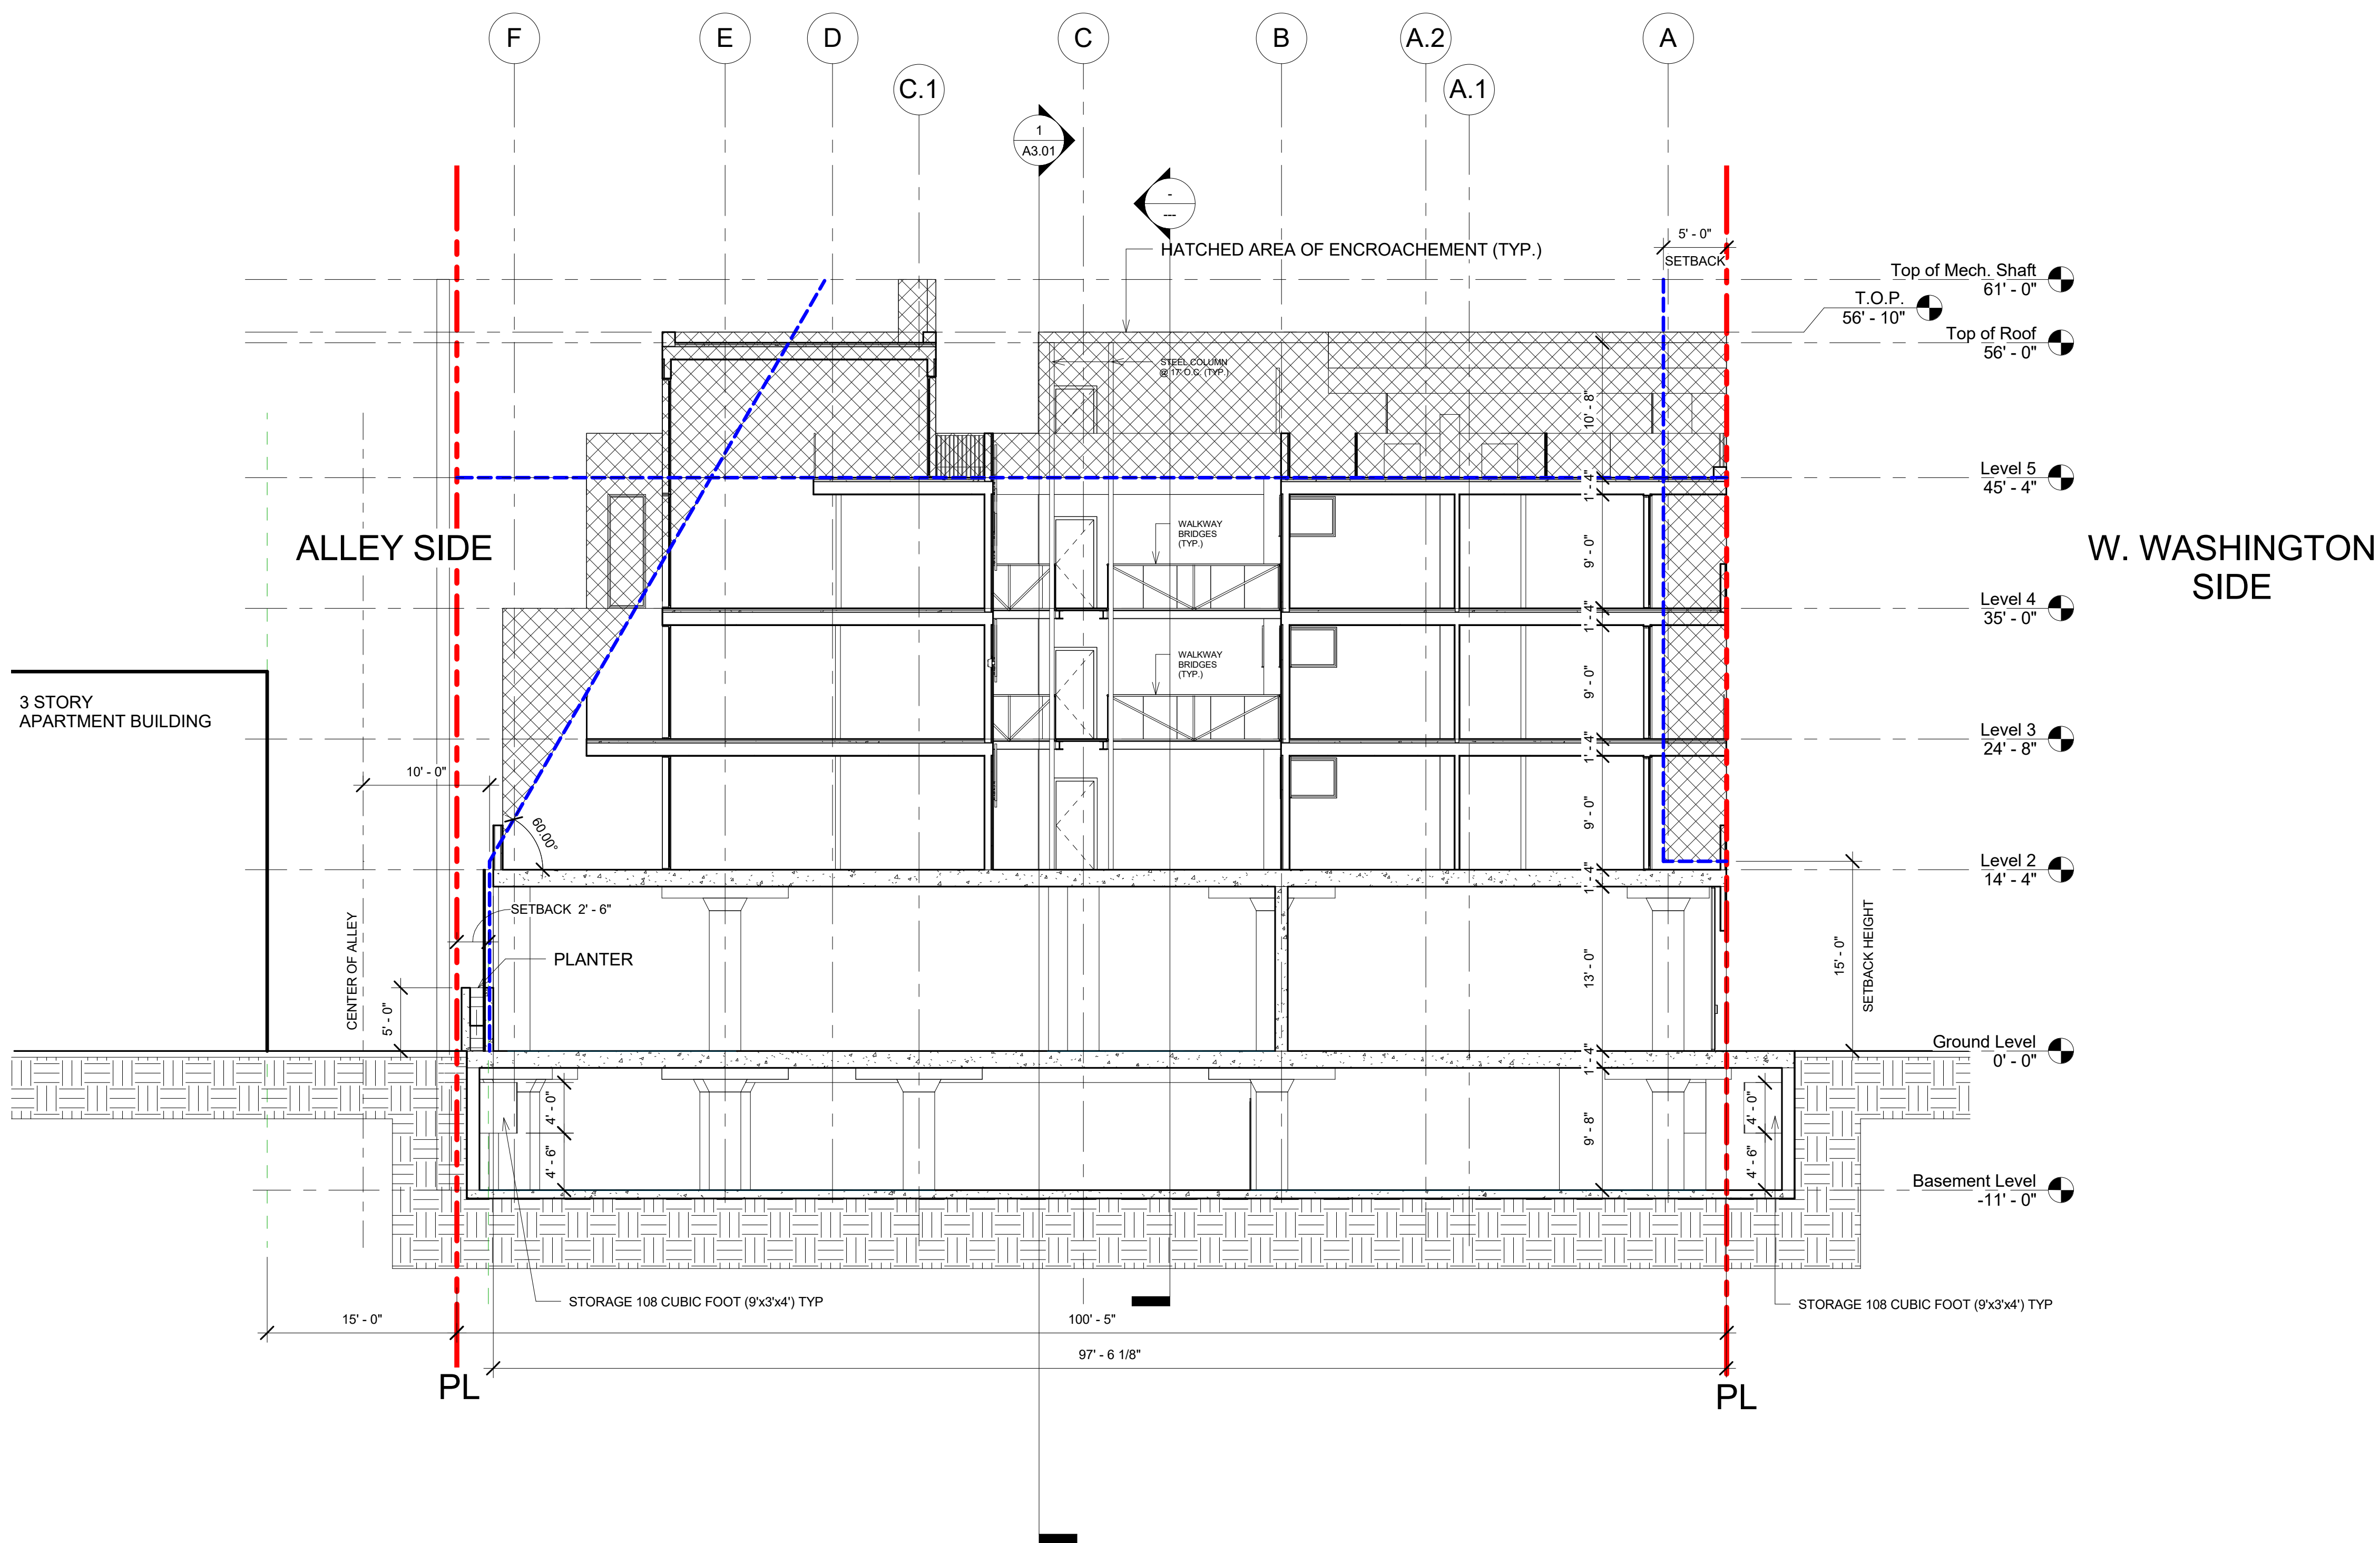 F
E
D
C
B
A.2
A
C.1
A.1
1
A3.01
-
---
HATCHED AREA OF ENCROACHEMENT (TYP.)
5' - 0"
SETBACK
Top of Mech. Shaft
61' - 0"
T.O.P.
56' - 10"
Top of Roof
56' - 0"
STEEL COLUMN
@ 17' O.C. (TYP.)
10' - 8"
Level 5
45' - 4"
1' - 4"
ALLEY SIDE
WALKWAY
BRIDGES
(TYP.)
9' - 0"
W. WASHINGTON
SIDE
Level 4
35' - 0"
1' - 4"
WALKWAY
BRIDGES
(TYP.)
9' - 0"
3 STORY
APARTMENT BUILDING
Level 3
24' - 8"
1' - 4"
10' - 0"
60.00°
9' - 0"
Level 2
14' - 4"
1' - 4"
SETBACK 2' - 6"
PLANTER
CENTER OF ALLEY
5' - 0"
13' - 0"
15' - 0"
SETBACK HEIGHT
Ground Level
0' - 0"
1' - 4"
4' - 0"
4' - 6"
9' - 8"
4' - 0"
4' - 6"
Basement Level
-11' - 0"
STORAGE 108 CUBIC FOOT (9'x3'x4') TYP
STORAGE 108 CUBIC FOOT (9'x3'x4') TYP
15' - 0"
100' - 5"
97' - 6 1/8"
PL
PL